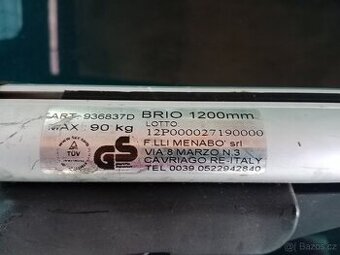 ART. 936837D BRIO 1200mm
MAX: 90 kg LOTTO
12P000027190000
F.LLI MENABO' srl
VIA 8 MARZO N.3
CAVRIAGO RE-ITALY
TEL 0039 0522942840
TÜV
GS
Bazos.cz